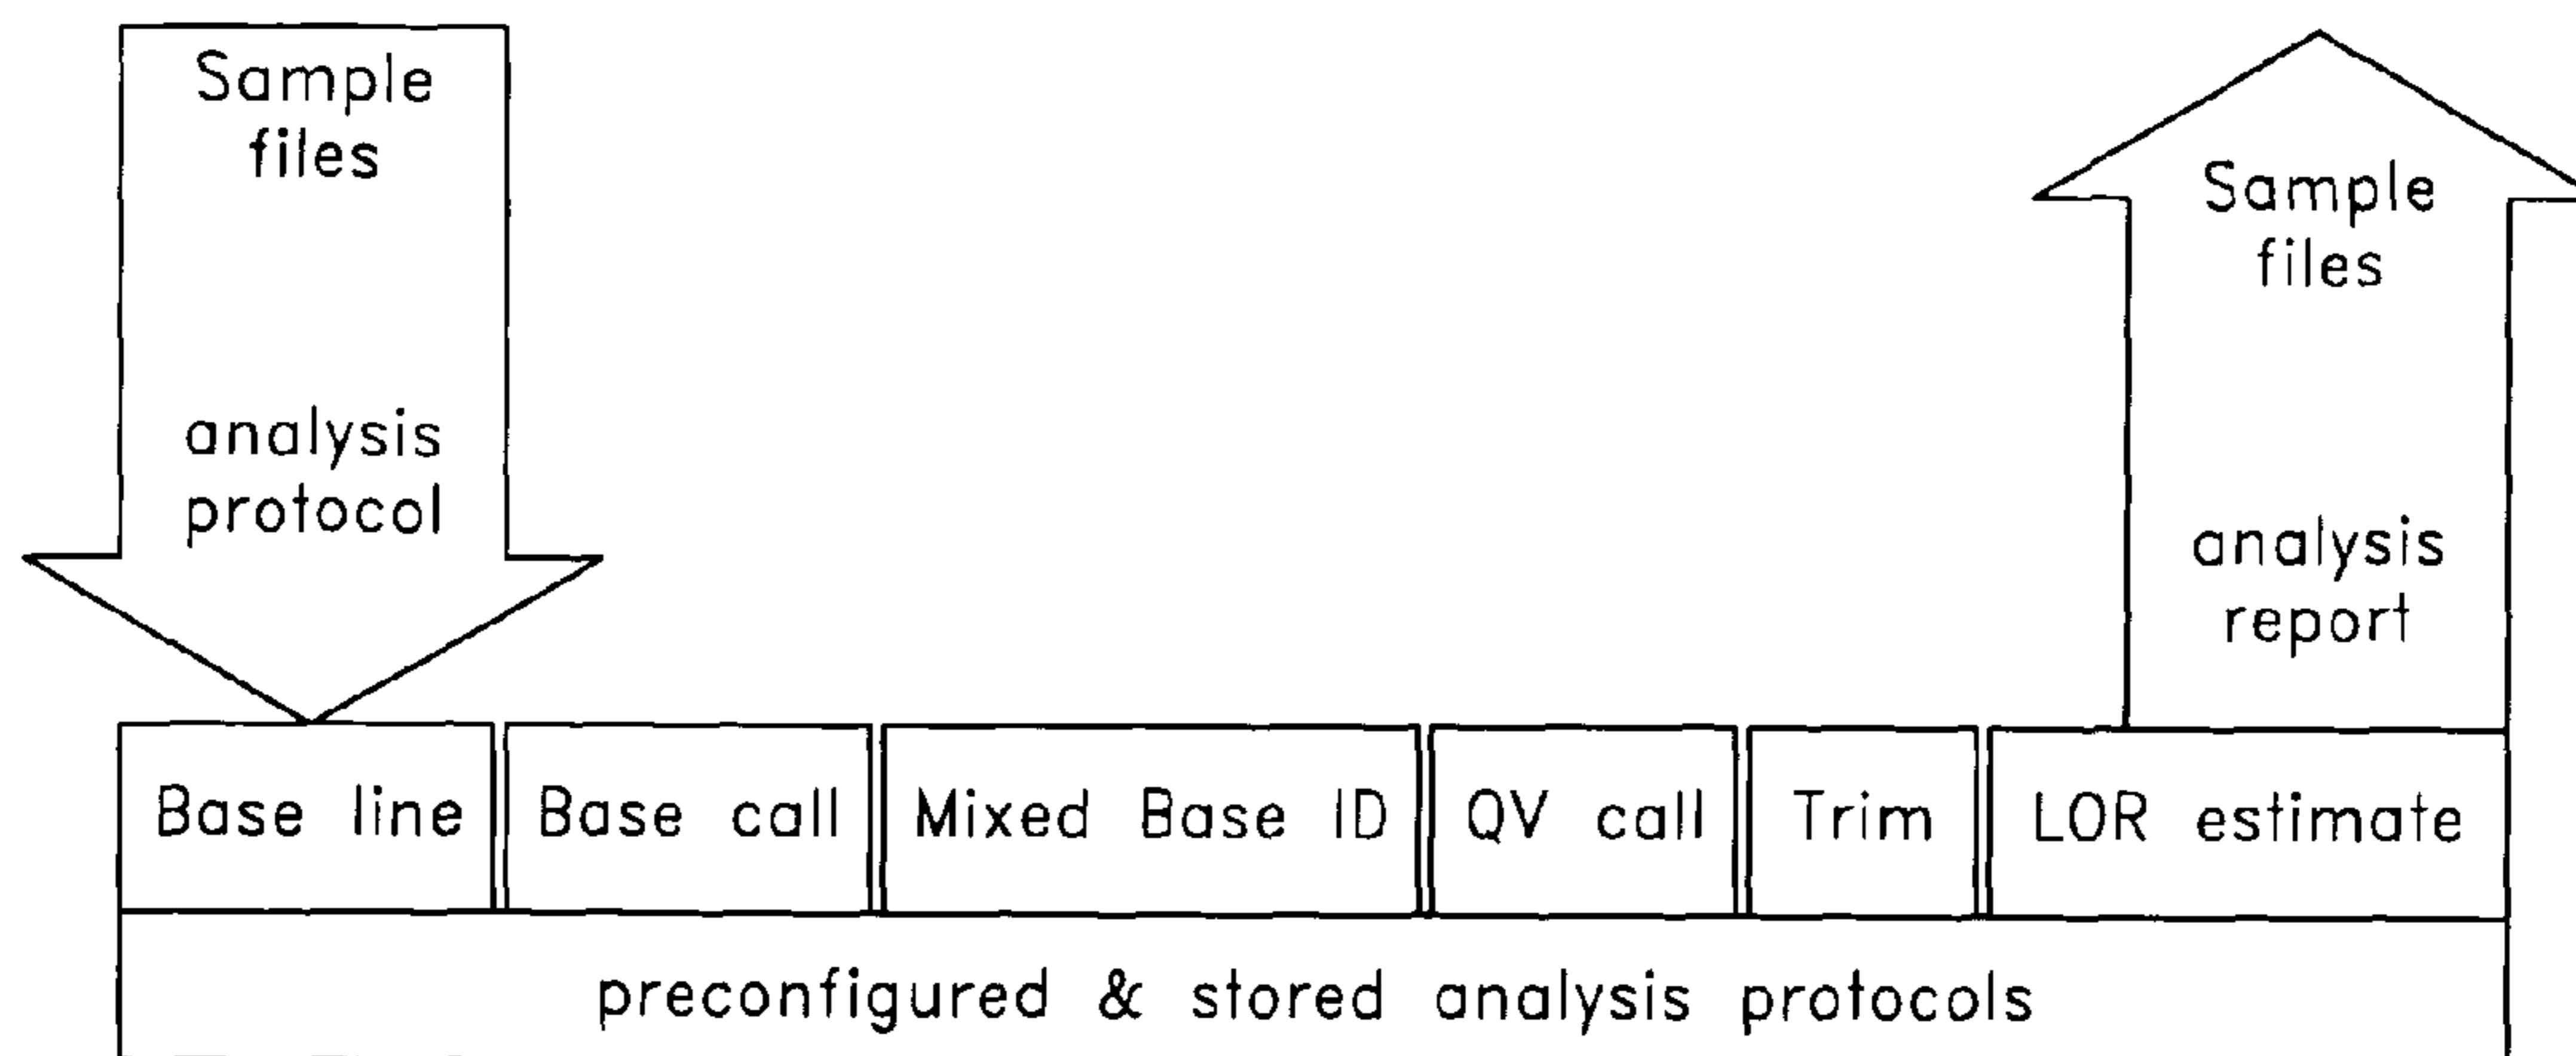 Sample
files
analysis
protocol
Sample
files
analysis
report
Base line
Base call
Mixed Base ID
QV call
Trim
LOR estimate
preconfigured & stored analysis protocols